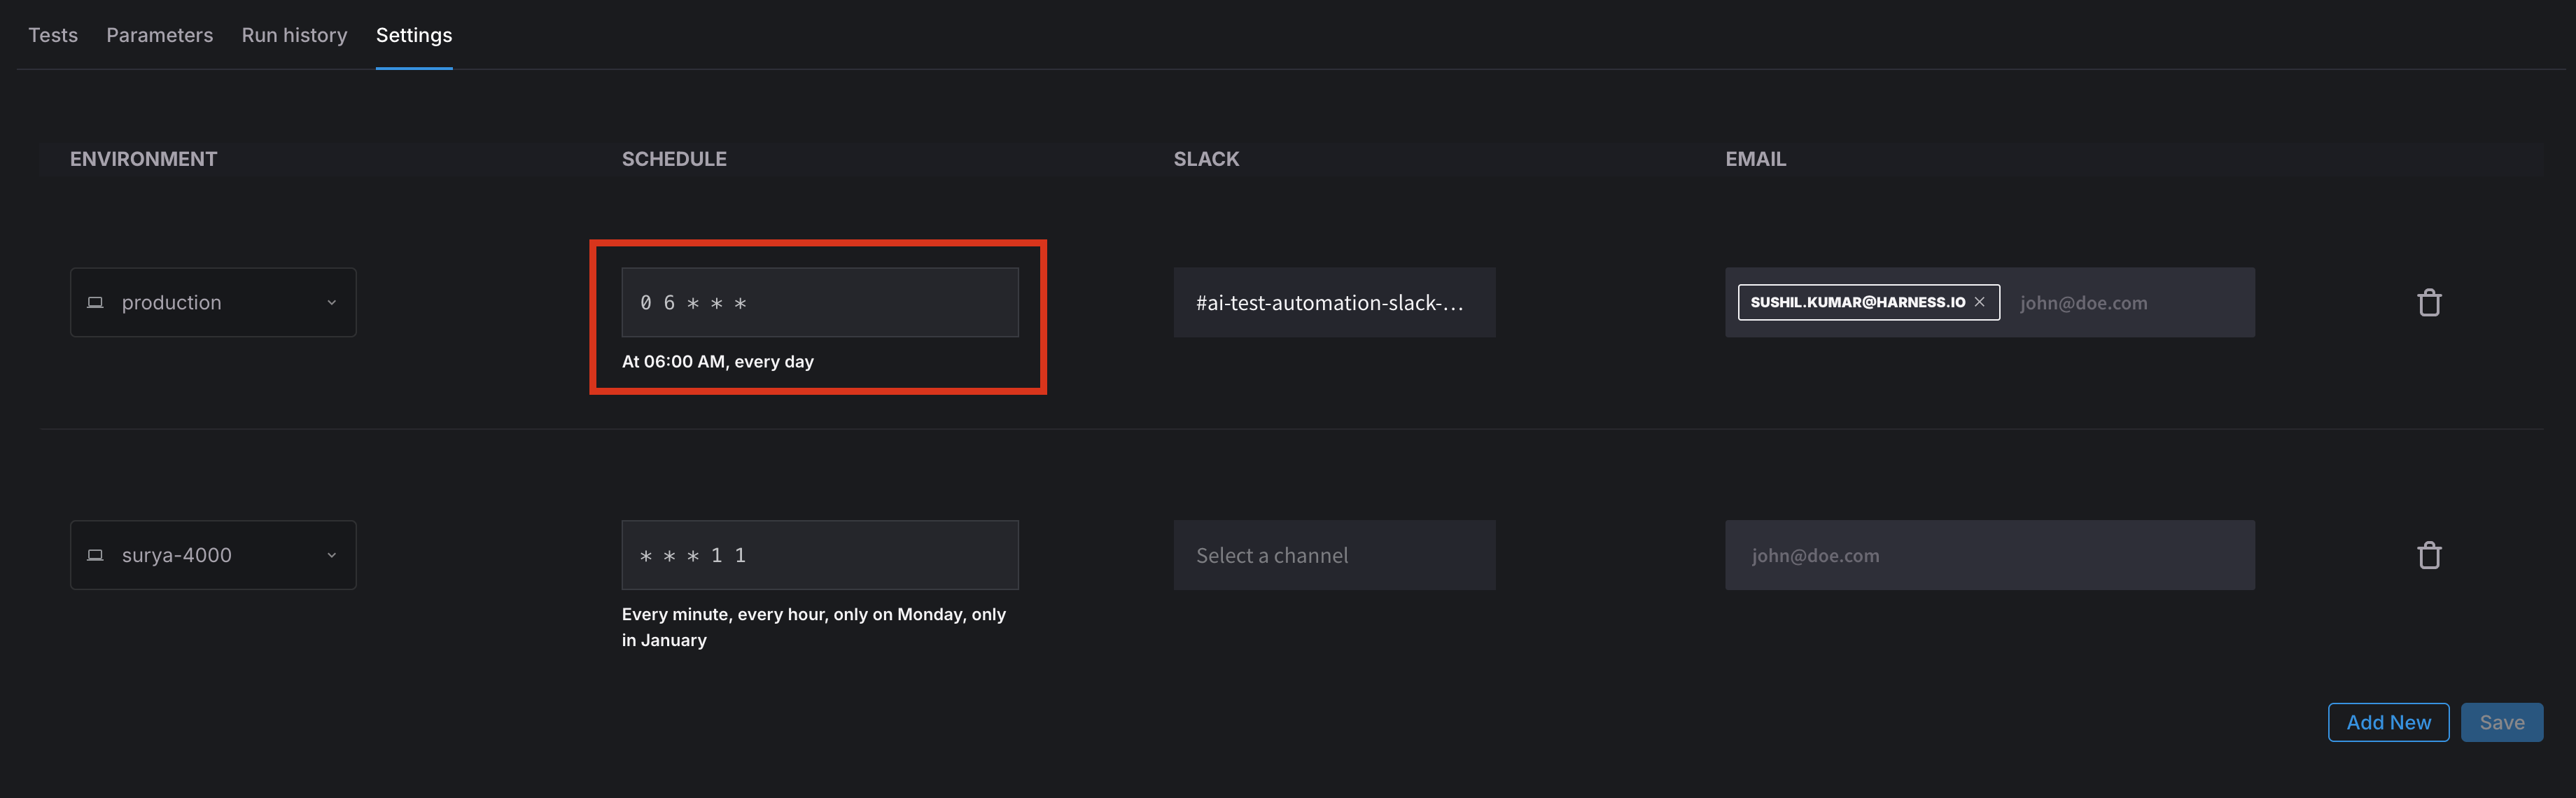 Tests Parameters Run history Settings
ENVIRONMENT SCHEDULE SLACK EMAIL
production 0 6 * * * #ai-test-automation-slack-... SUSHIL.KUMAR@HARNESS.IO john@doe.com
At 06:00 AM, every day
surya-4000 * * * 1 1 Select a channel john@doe.com
Every minute, every hour, only on Monday, only
in January
Add New Save